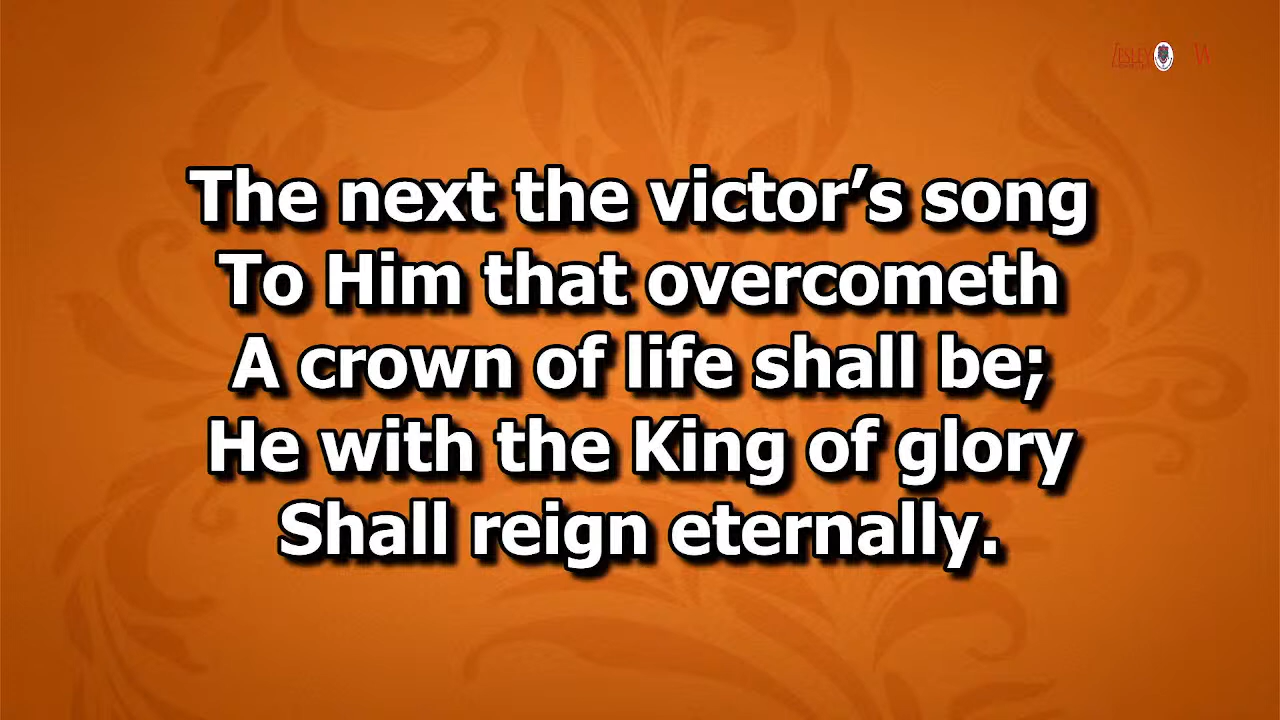 The next the victor’s song
To Him that overcometh
A crown of life shall be;
He with the King of glory
Shall reign eternally.